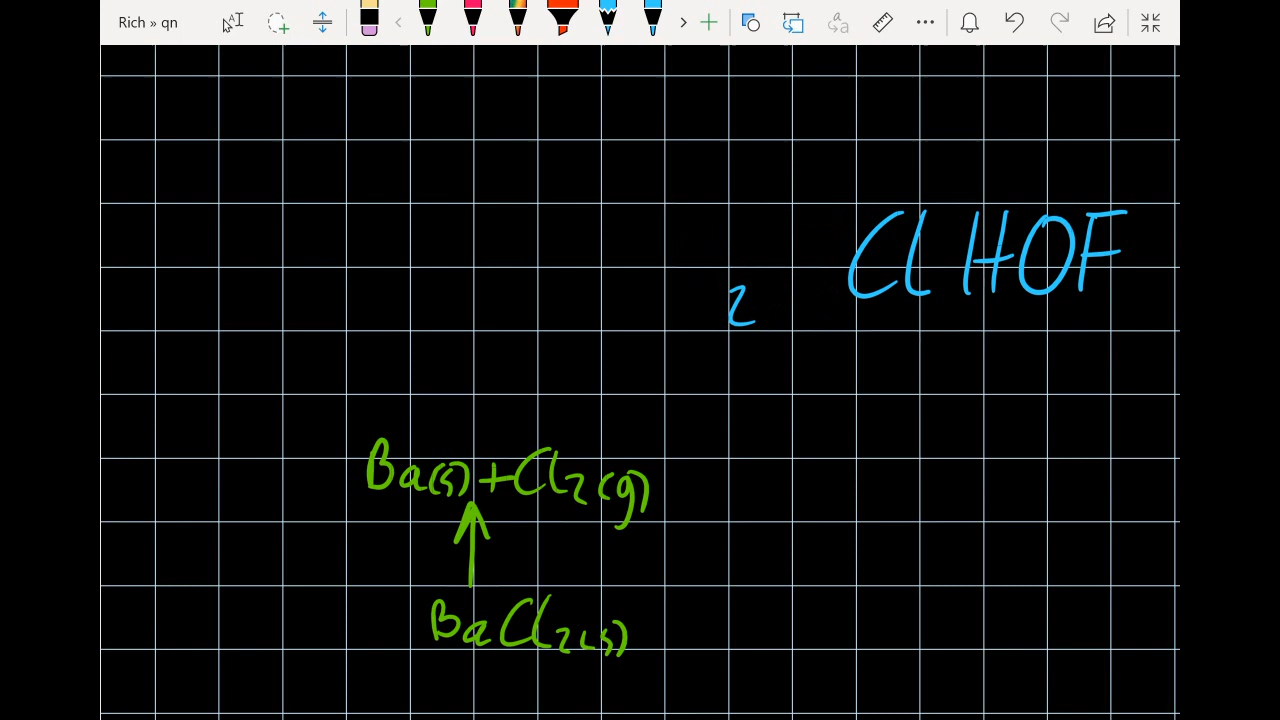 Rich » qn
Cl HOF
2
Ba(s) + Cl2(g)
↑
BaCl2(s)